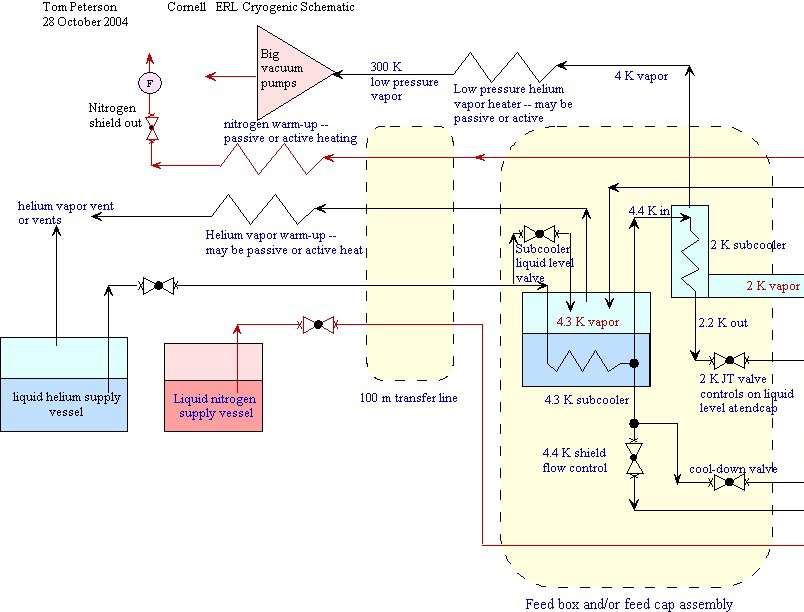 Tom Peterson
28 October 2004
Cornell ERL Cryogenic Schematic
Big
vacuum
pumps
300 K
low pressure
vapor
Low pressure helium
vapor heater -- may be
passive or active
4 K vapor
F
Nitrogen
shield out
nitrogen warm-up --
passive or active heating
helium vapor vent
or vents
Helium vapor warm-up --
may be passive or active heat
Subcooler
liquid level
valve
4.4 K in
2 K subcooler
2 K vapor
2.2 K out
4.3 K vapor
liquid helium supply
vessel
Liquid nitrogen
supply vessel
100 m transfer line
4.3 K subcooler
2 K JT valve
controls on liquid
level at endcap
4.4 K shield
flow control
cool-down valve
Feed box and/or feed cap assembly